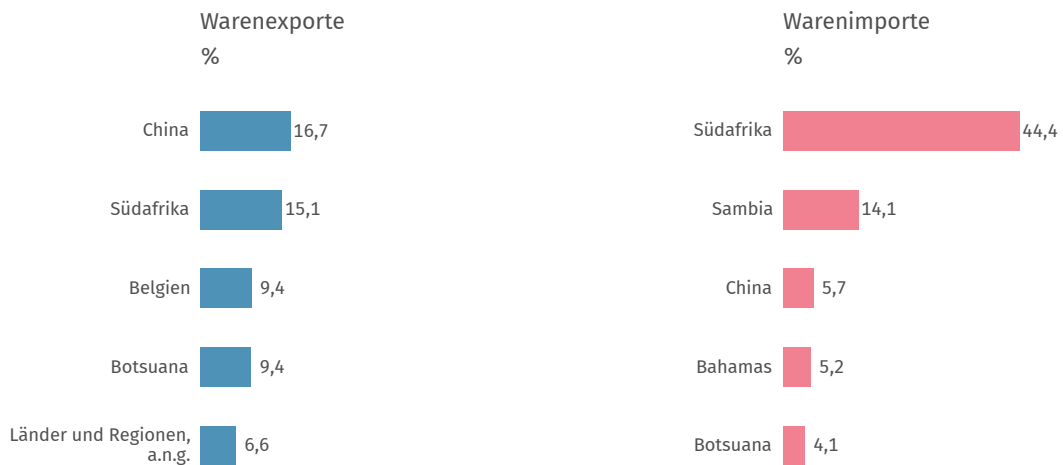 Warenexporte
%
China 16,7
Südafrika 15,1
Belgien 9,4
Botsuana 9,4
Länder und Regionen,
a.n.g. 6,6
Warenimporte
%
Südafrika 44,4
Sambia 14,1
China 5,7
Bahamas 5,2
Botsuana 4,1